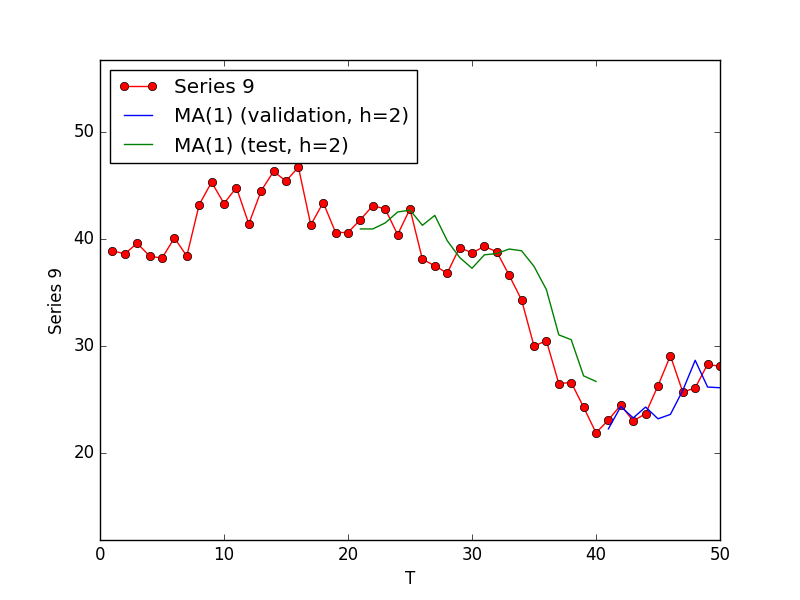 Series 9
MA(1) (validation, h=2)
MA(1) (test, h=2)
50
40
30
20
Series 9
0 10 20 30 40 50
T